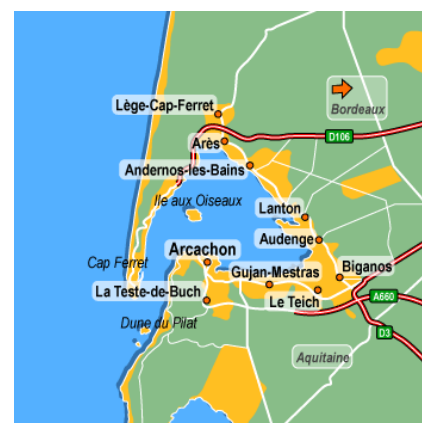 Lège-Cap-Ferret
Bordeaux
D106
Arès
Andernos-les-Bains
Ile aux Oiseaux
Lanton
Audenge
Arcachon
Cap Ferret
Gujan-Mestras
Biganos
La Teste-de-Buch
Le Teich
A660
Dune du Pilat
D3
Aquitaine